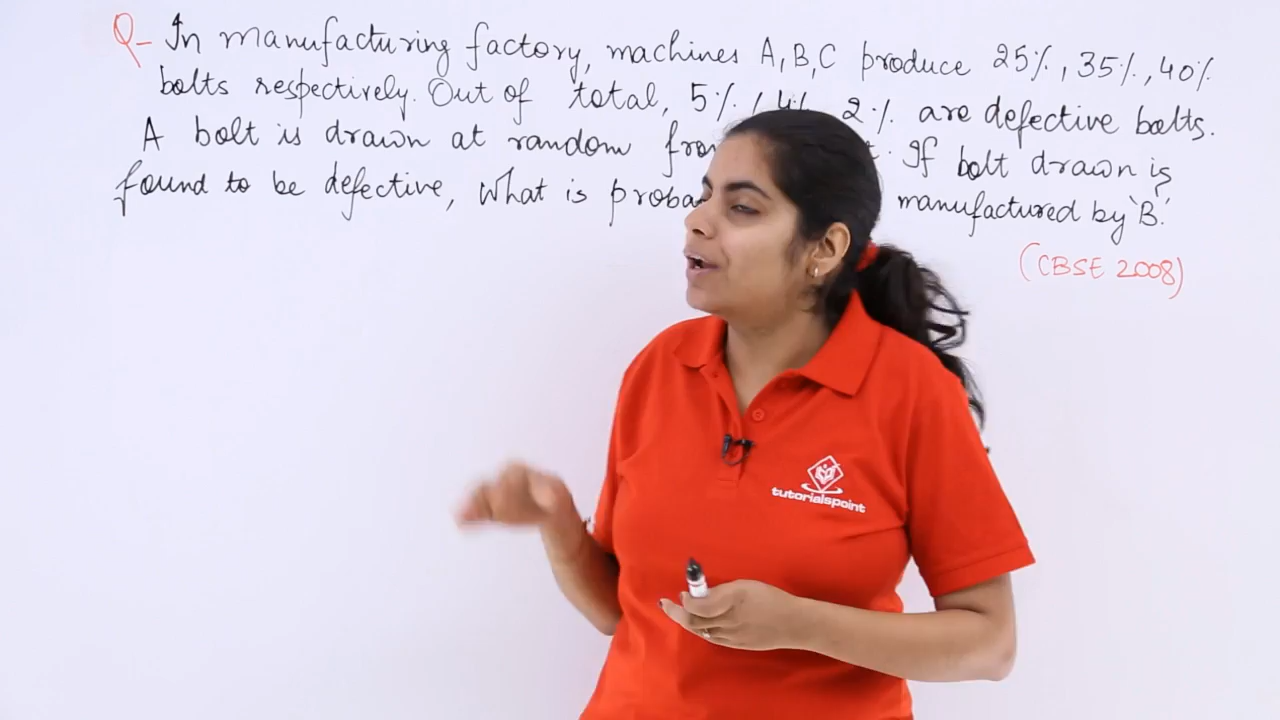 Q- In manufacturing factory, machines A, B, C produce 25%, 35%, 40%
bolts respectively. Out of total, 5%, 4% 2% are defective bolts.
A bolt is drawn at random If bolt drawn is
found to be defective, what is manufactured by 'B'?
(CBSE 2008)
tutorialspoint